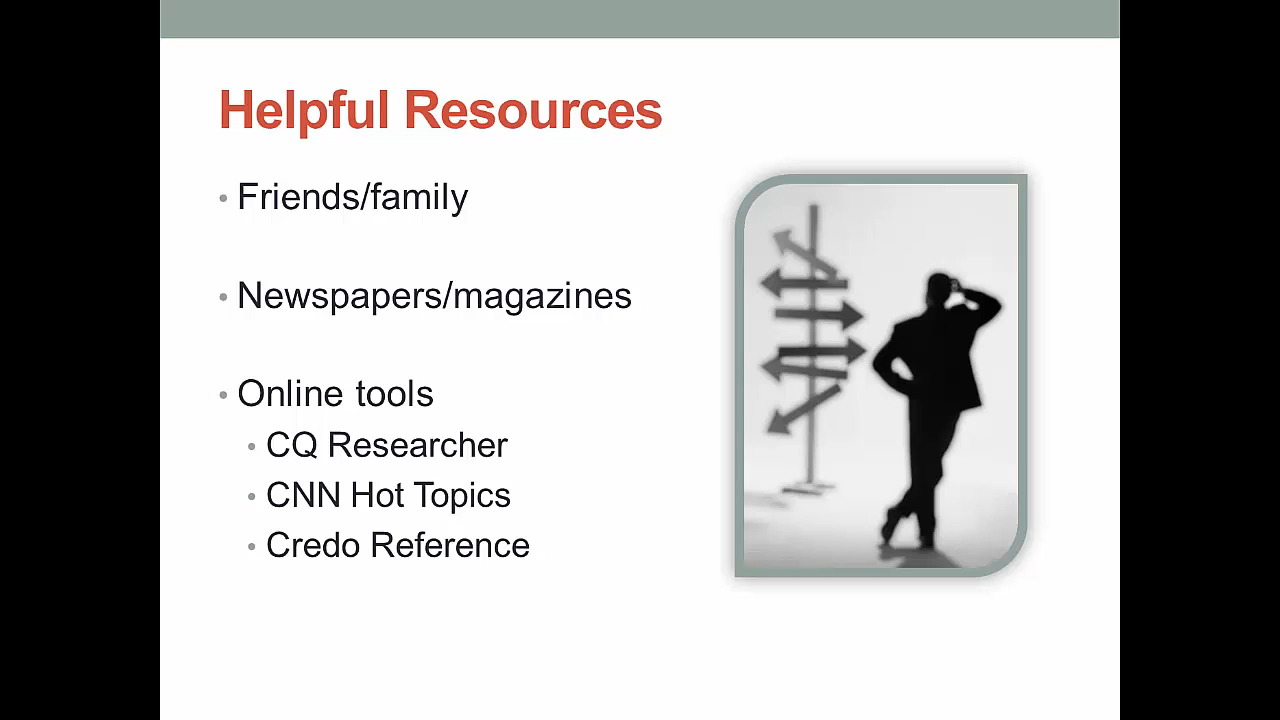 Helpful Resources
• Friends/family
• Newspapers/magazines
• Online tools
• CQ Researcher
• CNN Hot Topics
• Credo Reference